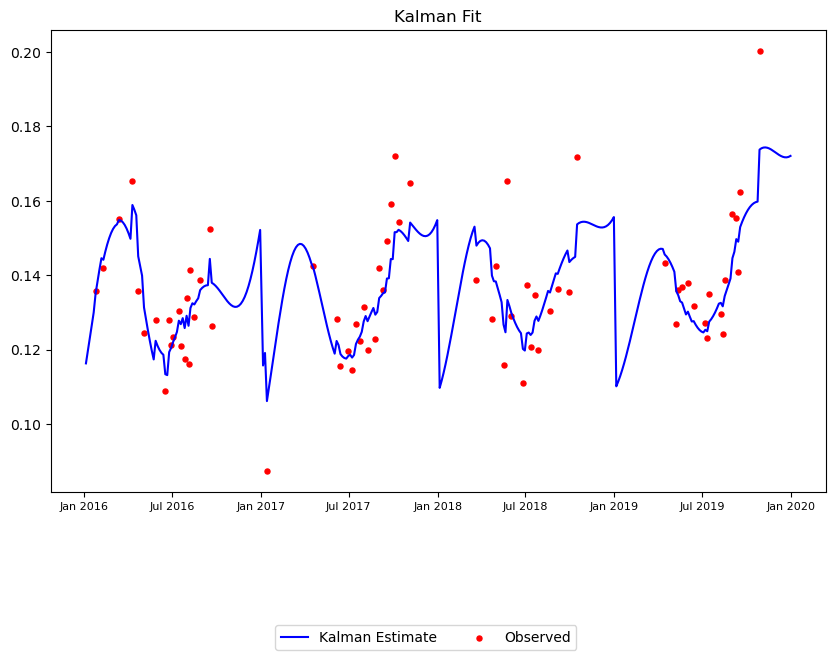 Kalman Fit
0.20
0.18
0.16
0.14
0.12
0.10
Jan 2016 Jul 2016 Jan 2017 Jul 2017 Jan 2018 Jul 2018 Jan 2019 Jul 2019 Jan 2020
Kalman Estimate Observed